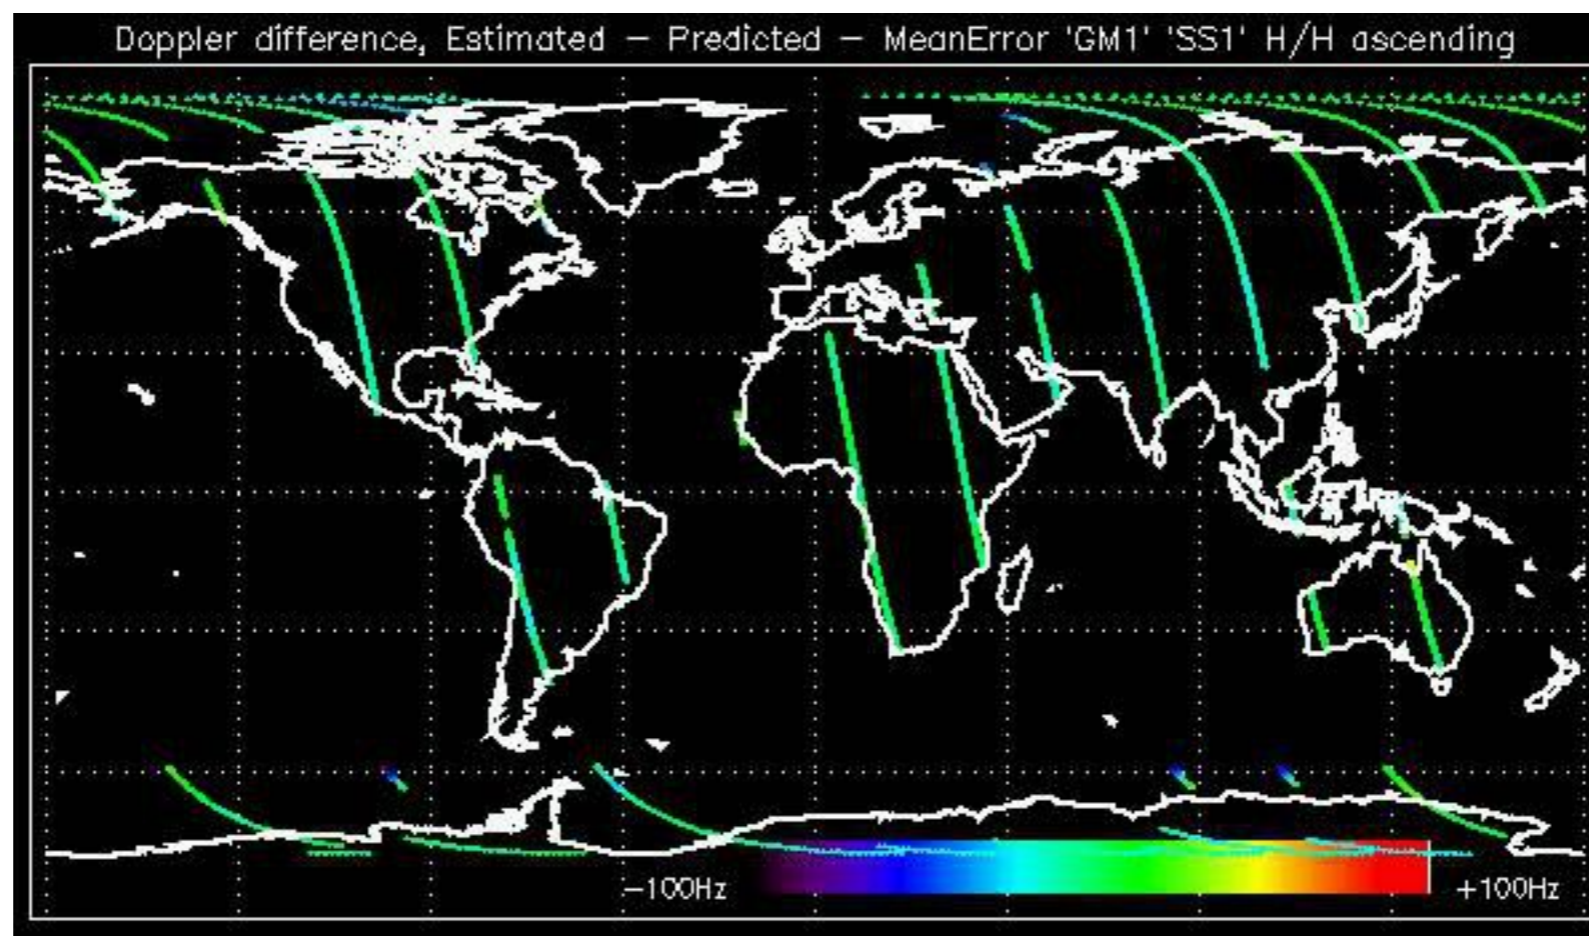 Doppler difference, Estimated – Predicted – MeanError 'GM1' 'SS1' H/H ascending
–100Hz
+100Hz